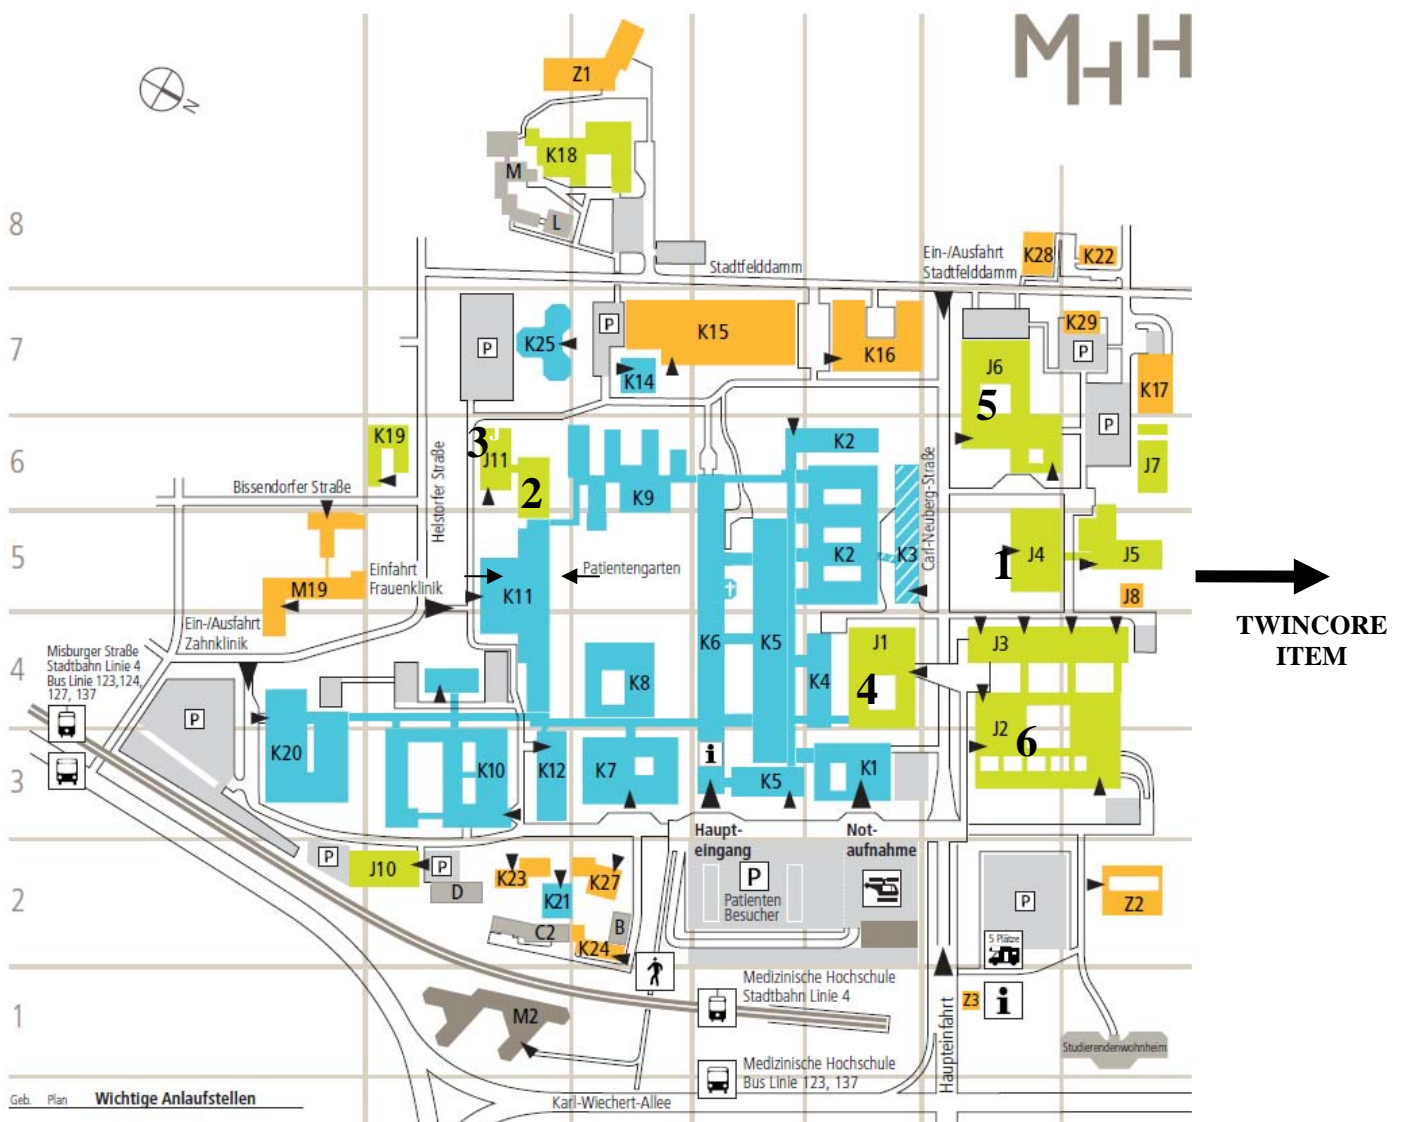 MHH
N
Z1
K18
M
L
8
Stadtfelddamm
Ein-/Ausfahrt
Stadtfelddamm
K28
K22
7
P
K25
P
K15
K14
K16
J6
5
K29
P
K17
P
6
K19
3
J11
2
K9
K2
J7
Bissendorfer Straße
Helstorfer Straße
Carl-Neuberg-Straße
5
M19
Einfahrt
Frauenklinik
K11
Patientengarten
K2
K3
1
J4
J5
J8
TWINCORE
ITEM
Ein-/Ausfahrt
Zahnklinik
Misburger Straße
Stadtbahn Linie 4
Bus Linie 123,124,
127, 137
4
P
K8
K6
K5
K4
J1
4
J3
J2
6
3
K20
K10
K12
K7
i
K5
K1
Haupt-
eingang
Not-
aufnahme
P
Patienten
Besucher
2
P
J10
P
D
K23
K21
K27
C2
B
K24
P
5 Plätze
Z2
1
M2
Medizinische Hochschule
Stadtbahn Linie 4
Haupteinfahrt
Z3
i
Studierendenwohnheim
Medizinische Hochschule
Bus Linie 123, 137
Karl-Wiechert-Allee
Geb. Plan Wichtige Anlaufstellen